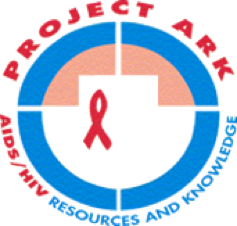 PROJECT ARK
AIDS/HIV RESOURCES AND KNOWLEDGE